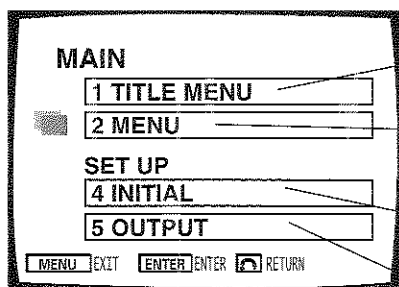 MAIN
1 TITLE MENU
2 MENU
SET UP
4 INITIAL
5 OUTPUT
MENU EXIT ENTER ENTER RETURN